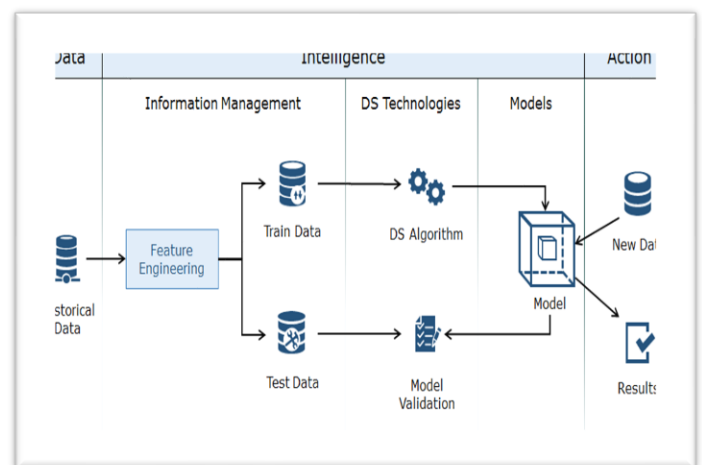 Data
Intelligence
Action
Information Management
DS Technologies
Models
Train Data
DS Algorithm
New Dat
Feature
Engineering
storical
Data
Model
Test Data
Model
Validation
Results